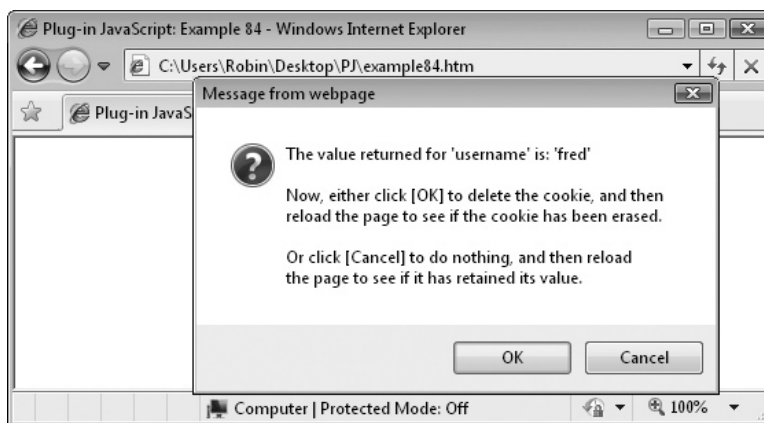 Plug-in JavaScript: Example 84 - Windows Internet Explorer
C:\Users\Robin\Desktop\PJ\example84.htm
Message from webpage
Plug-in JavaS
The value returned for 'username' is: 'fred'
Now, either click [OK] to delete the cookie, and then
reload the page to see if the cookie has been erased.
Or click [Cancel] to do nothing, and then reload
the page to see if it has retained its value.
OK
Cancel
Computer | Protected Mode: Off
100%